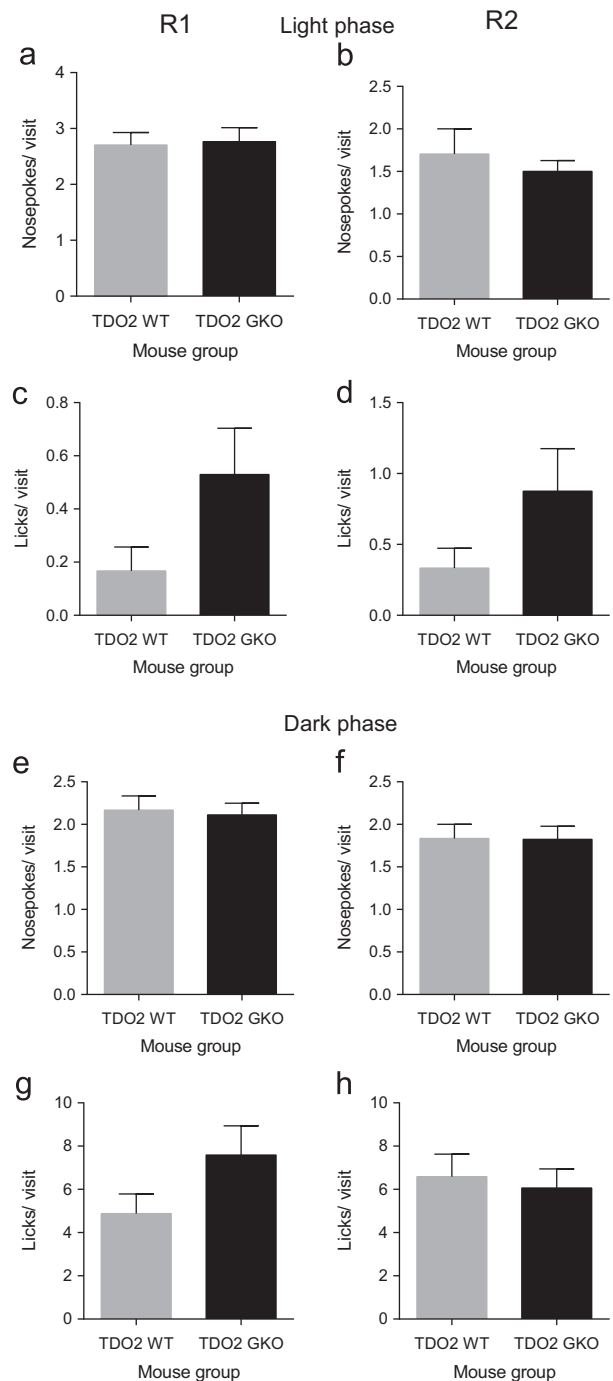 R1 Light phase R2
a b
4
3
2
1
0
Nosepokes/ visit
TDO2 WT TDO2 GKO
Mouse group
2.5
2.0
1.5
1.0
0.5
0.0
Nosepokes/ visit
TDO2 WT TDO2 GKO
Mouse group
c d
0.8
0.6
0.4
0.2
0.0
Licks/ visit
TDO2 WT TDO2 GKO
Mouse group
1.5
1.0
0.5
0.0
Licks/ visit
TDO2 WT TDO2 GKO
Mouse group
Dark phase
e f
2.5
2.0
1.5
1.0
0.5
0.0
Nosepokes/ visit
TDO2 WT TDO2 GKO
Mouse group
2.5
2.0
1.5
1.0
0.5
0.0
Nosepokes/ visit
TDO2 WT TDO2 GKO
Mouse group
g h
10
8
6
4
2
0
Licks/ visit
TDO2 WT TDO2 GKO
Mouse group
10
8
6
4
2
0
Licks/ visit
TDO2 WT TDO2 GKO
Mouse group